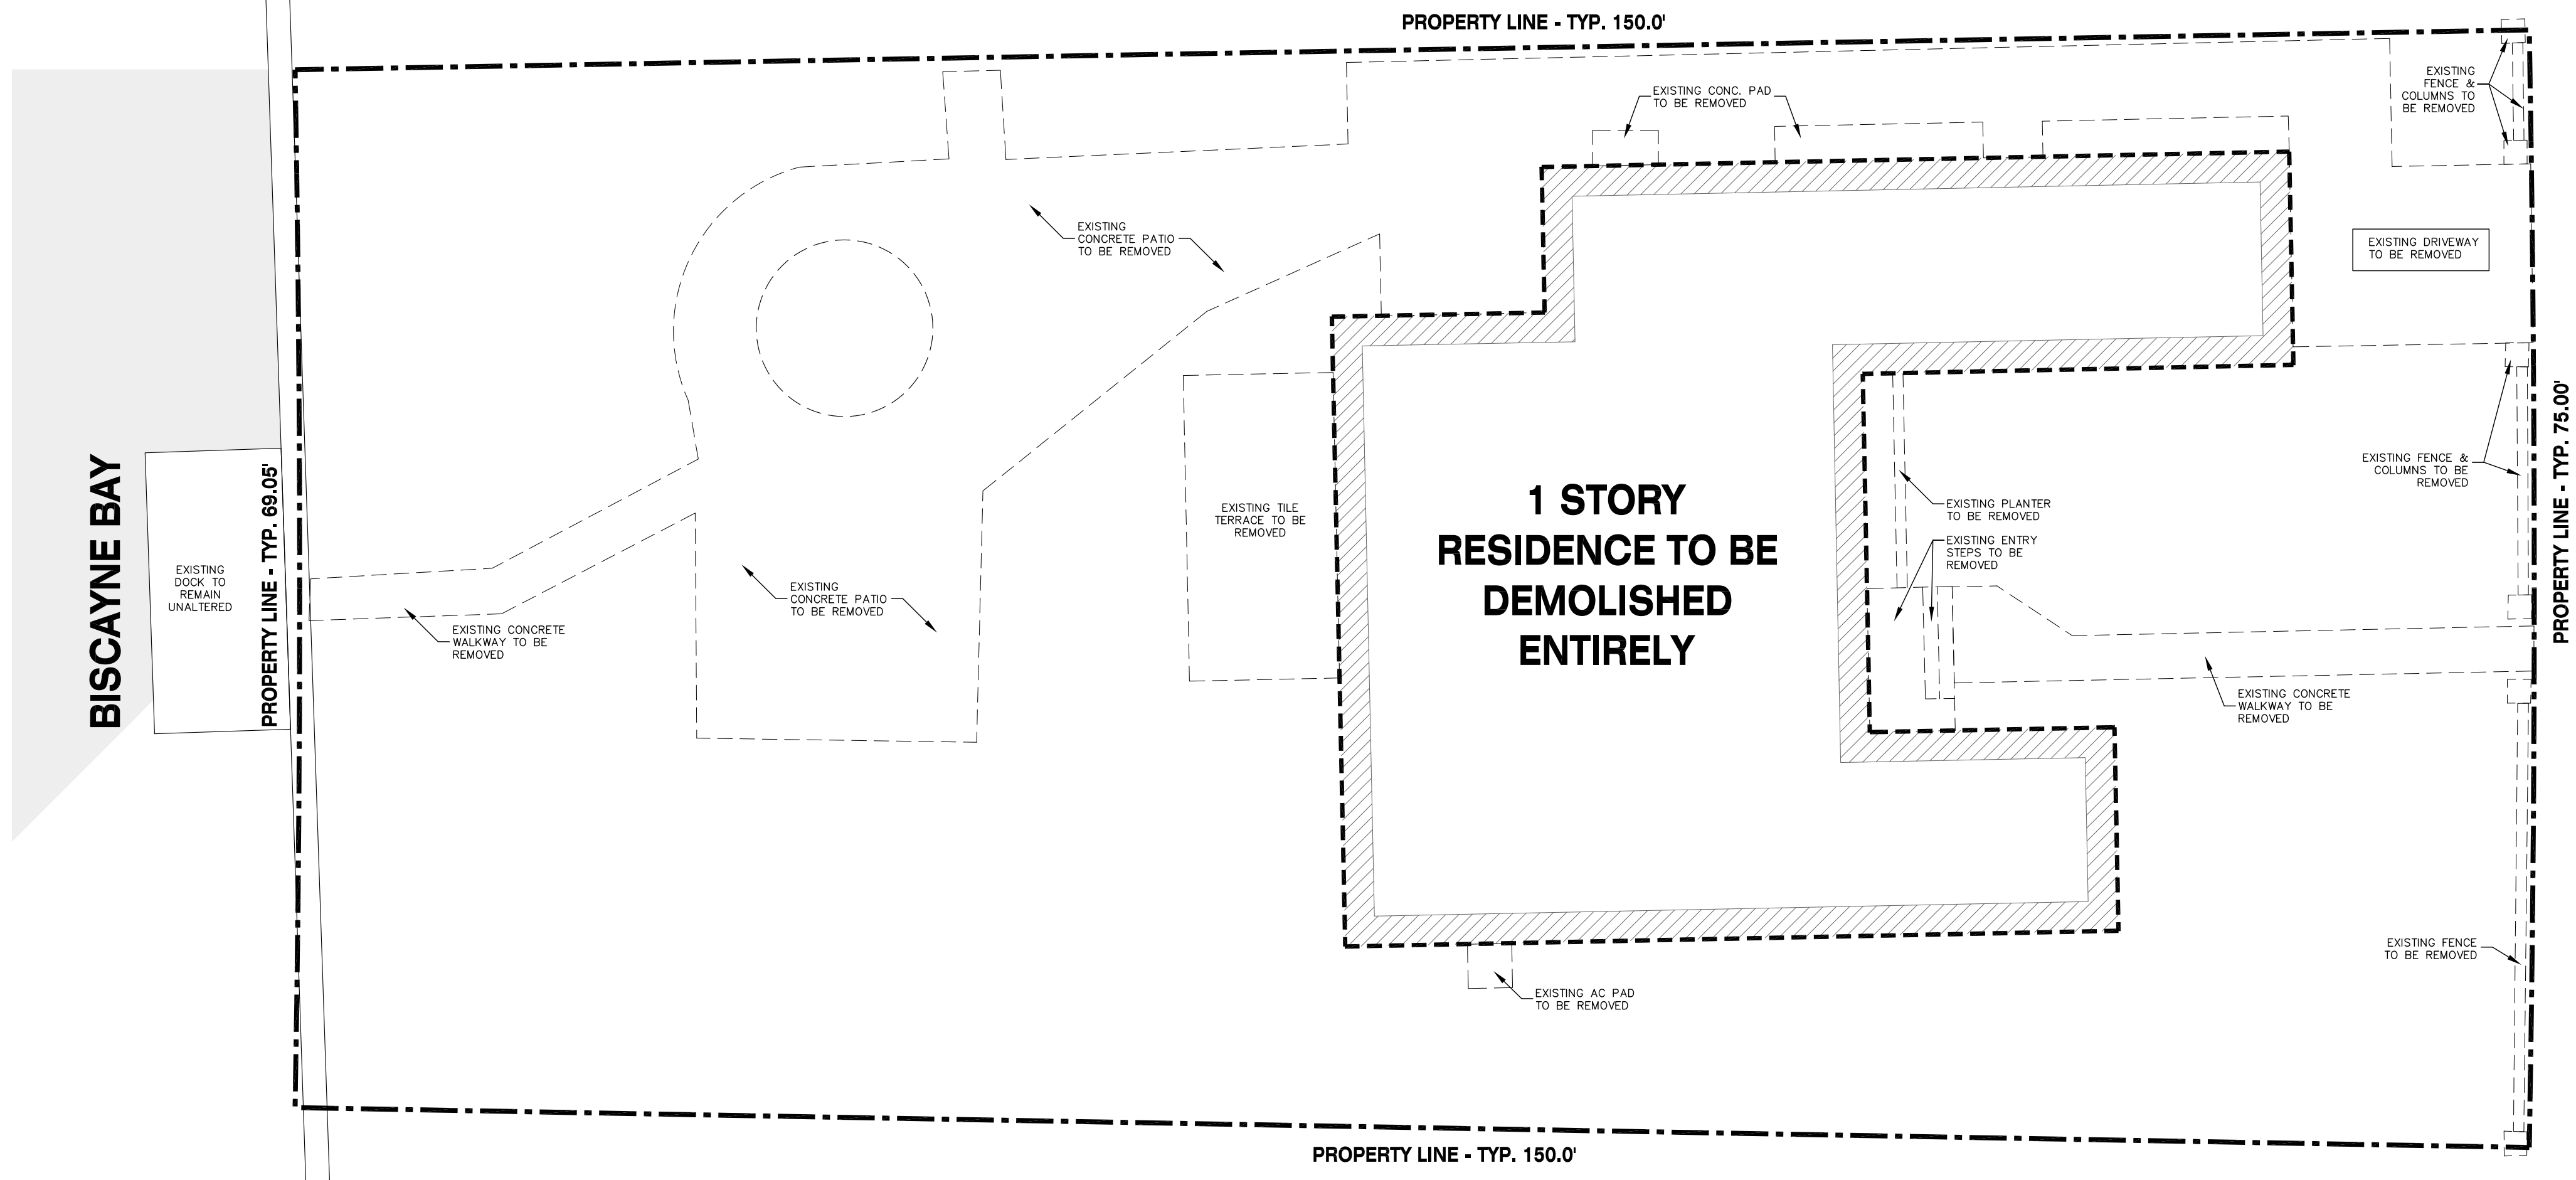 PROPERTY LINE - TYP. 150.0'
EXISTING
FENCE &
COLUMNS TO
BE REMOVED
EXISTING CONC. PAD
TO BE REMOVED
EXISTING
CONCRETE PATIO
TO BE REMOVED
EXISTING DRIVEWAY
TO BE REMOVED
PROPERTY LINE - TYP. 75.00'
EXISTING FENCE &
COLUMNS TO BE
REMOVED
BISCAYNE BAY
EXISTING
DOCK TO
REMAIN
UNALTERED
PROPERTY LINE - TYP. 69.05'
EXISTING TILE
TERRACE TO BE
REMOVED
1 STORY
RESIDENCE TO BE
DEMOLISHED
ENTIRELY
EXISTING PLANTER
TO BE REMOVED
EXISTING ENTRY
STEPS TO BE
REMOVED
EXISTING
CONCRETE PATIO
TO BE REMOVED
EXISTING CONCRETE
WALKWAY TO BE
REMOVED
EXISTING CONCRETE
WALKWAY TO BE
REMOVED
EXISTING FENCE
TO BE REMOVED
EXISTING AC PAD
TO BE REMOVED
PROPERTY LINE - TYP. 150.0'